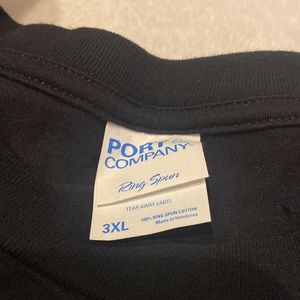 PORT &
COMPANY
Ring Spun
TEAR AWAY LABEL
3XL
100% RING SPUN COTTON
Made in Honduras